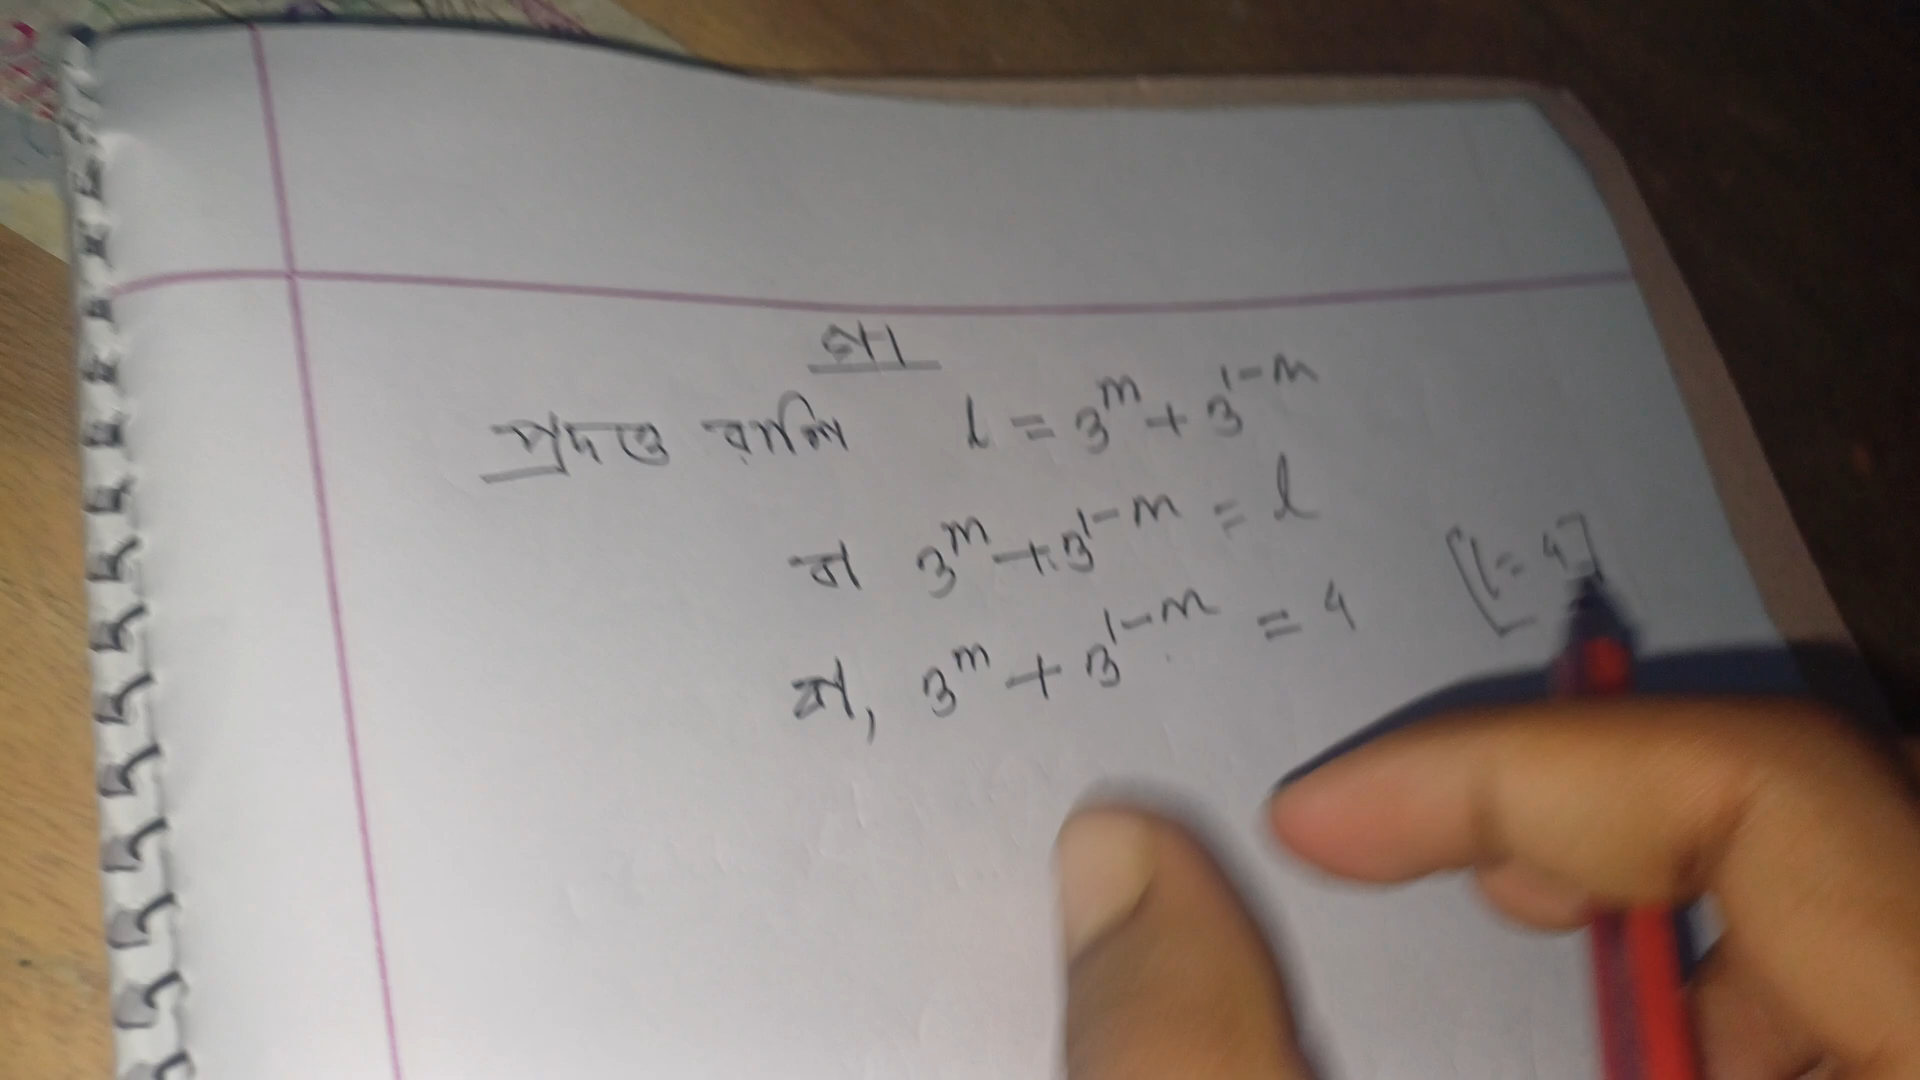 গ।
প্রদত্ত রাশি l = 3^m + 3^{1-m}
বা 3^m + 3^{1-m} = l
বা, 3^m + 3^{1-m} = 4 [l = 4]